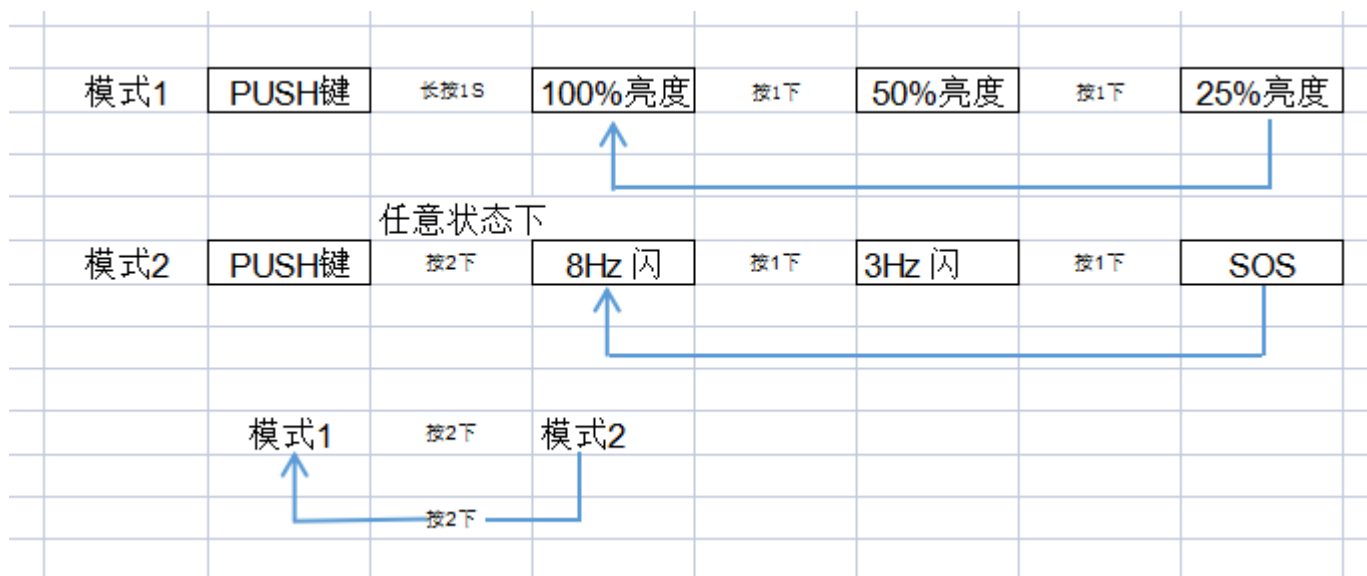 模式1 PUSH键 长按1S 100%亮度 按1下 50%亮度 按1下 25%亮度
任意状态下
模式2 PUSH键 按2下 8Hz 闪 按1下 3Hz 闪 按1下 SOS
模式1 按2下 模式2
按2下